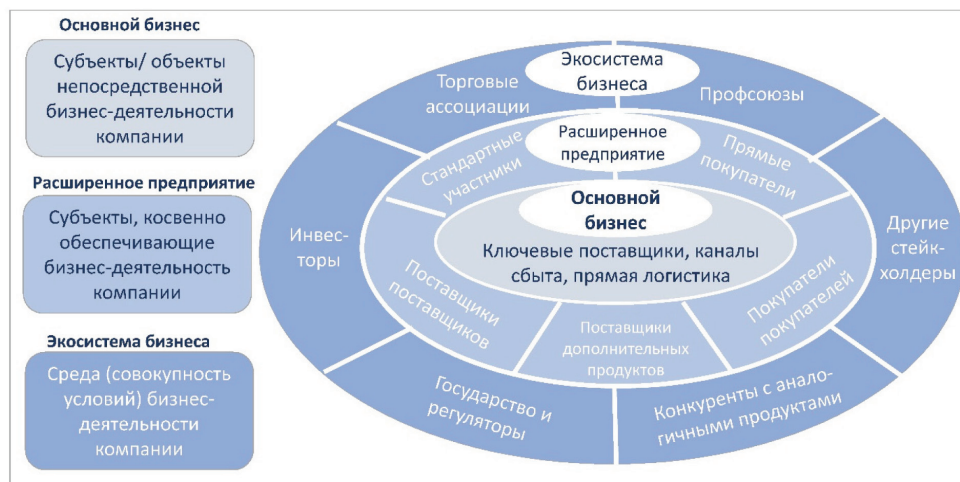 Основной бизнес
Субъекты/ объекты
непосредственной
бизнес-деятельности
компании
Расширенное предприятие
Субъекты, косвенно
обеспечивающие
бизнес-деятельность
компании
Экосистема бизнеса
Среда (совокупность
условий) бизнес-
деятельности
компании
Экосистема
бизнеса
Торговые
ассоциации
Профсоюзы
Расширенное
предприятие
Стандартные
участники
Прямые
покупатели
Основной
бизнес
Ключевые поставщики, каналы
сбыта, прямая логистика
Инвес-
торы
Другие
стейк-
холдеры
Поставщики
поставщиков
Поставщики
дополнительных
продуктов
Покупатели
покупателей
Государство и
регуляторы
Конкуренты с анало-
гичными продуктами